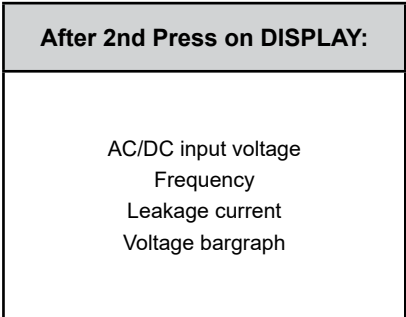 After 2nd Press on DISPLAY:
AC/DC input voltage
Frequency
Leakage current
Voltage bargraph